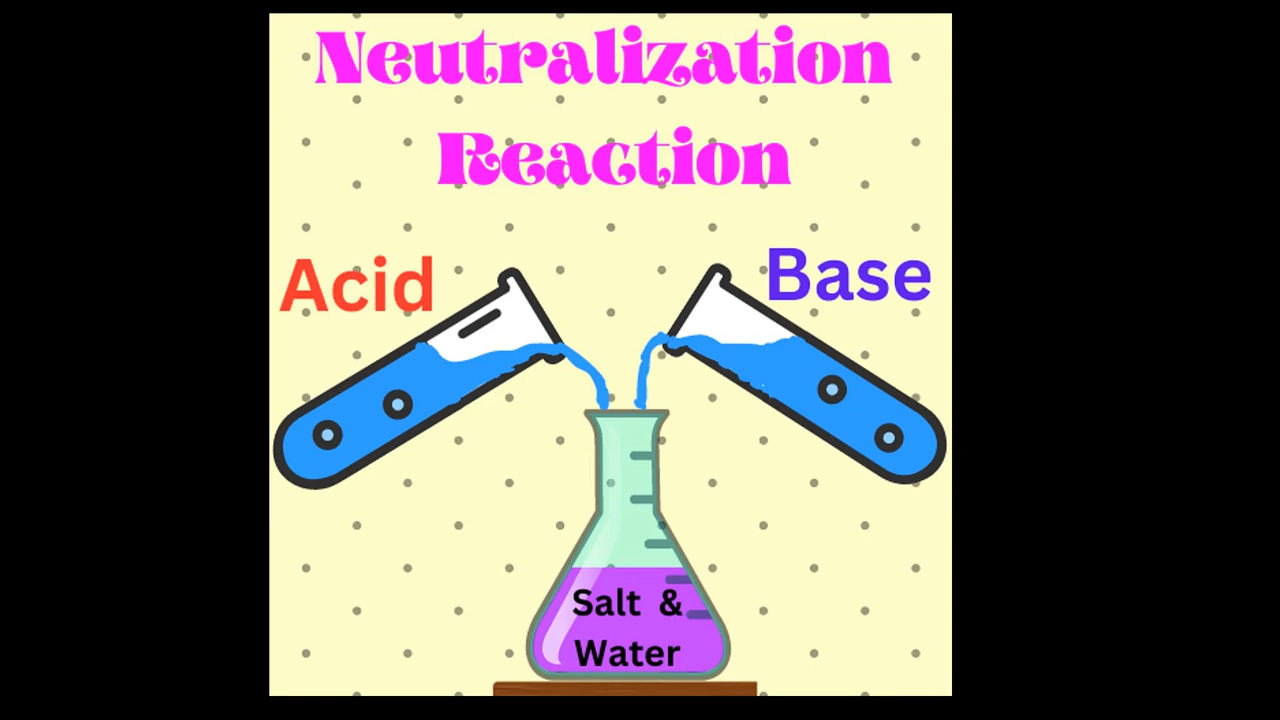 Neutralization
Reaction
Acid
Base
Salt &
Water